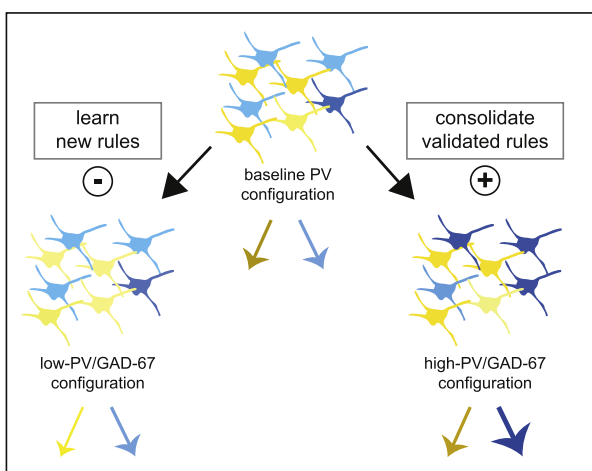 learn
new rules
-
baseline PV
configuration
consolidate
validated rules
+
low-PV/GAD-67
configuration
high-PV/GAD-67
configuration